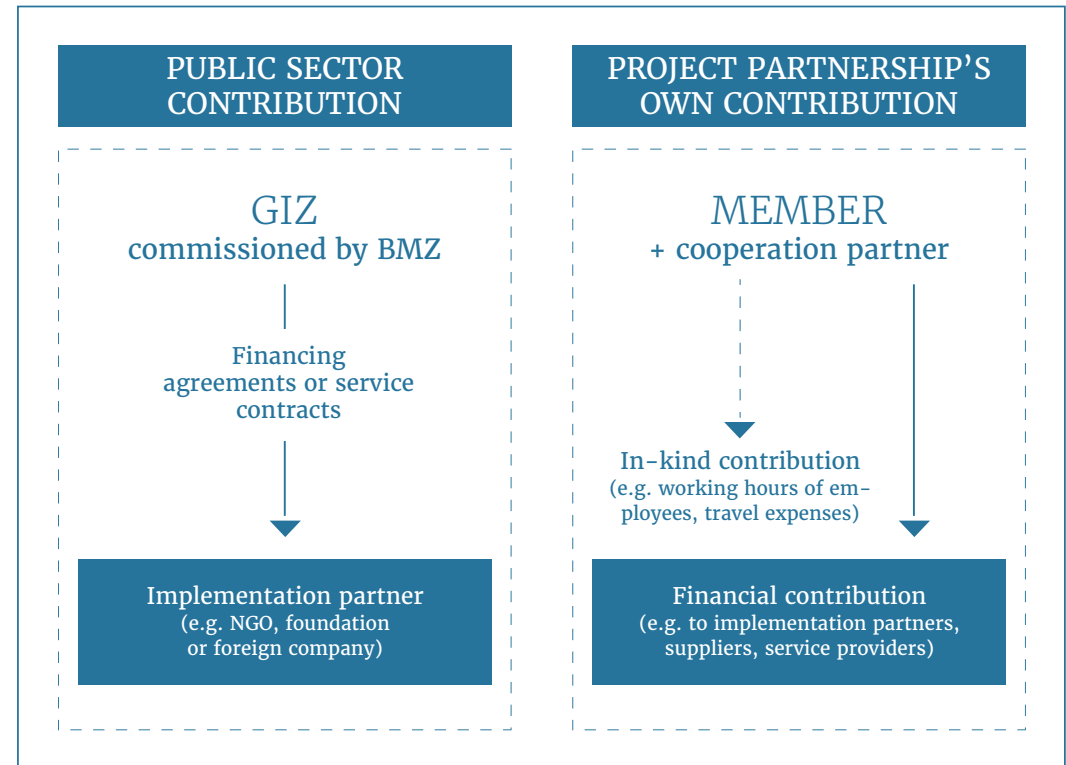 PUBLIC SECTOR
CONTRIBUTION
GIZ
commissioned by BMZ
Financing
agreements or service
contracts
Implementation partner
(e.g. NGO, foundation
or foreign company)
PROJECT PARTNERSHIP’S
OWN CONTRIBUTION
MEMBER
+ cooperation partner
In-kind contribution
(e.g. working hours of em-
ployees, travel expenses)
Financial contribution
(e.g. to implementation partners,
suppliers, service providers)